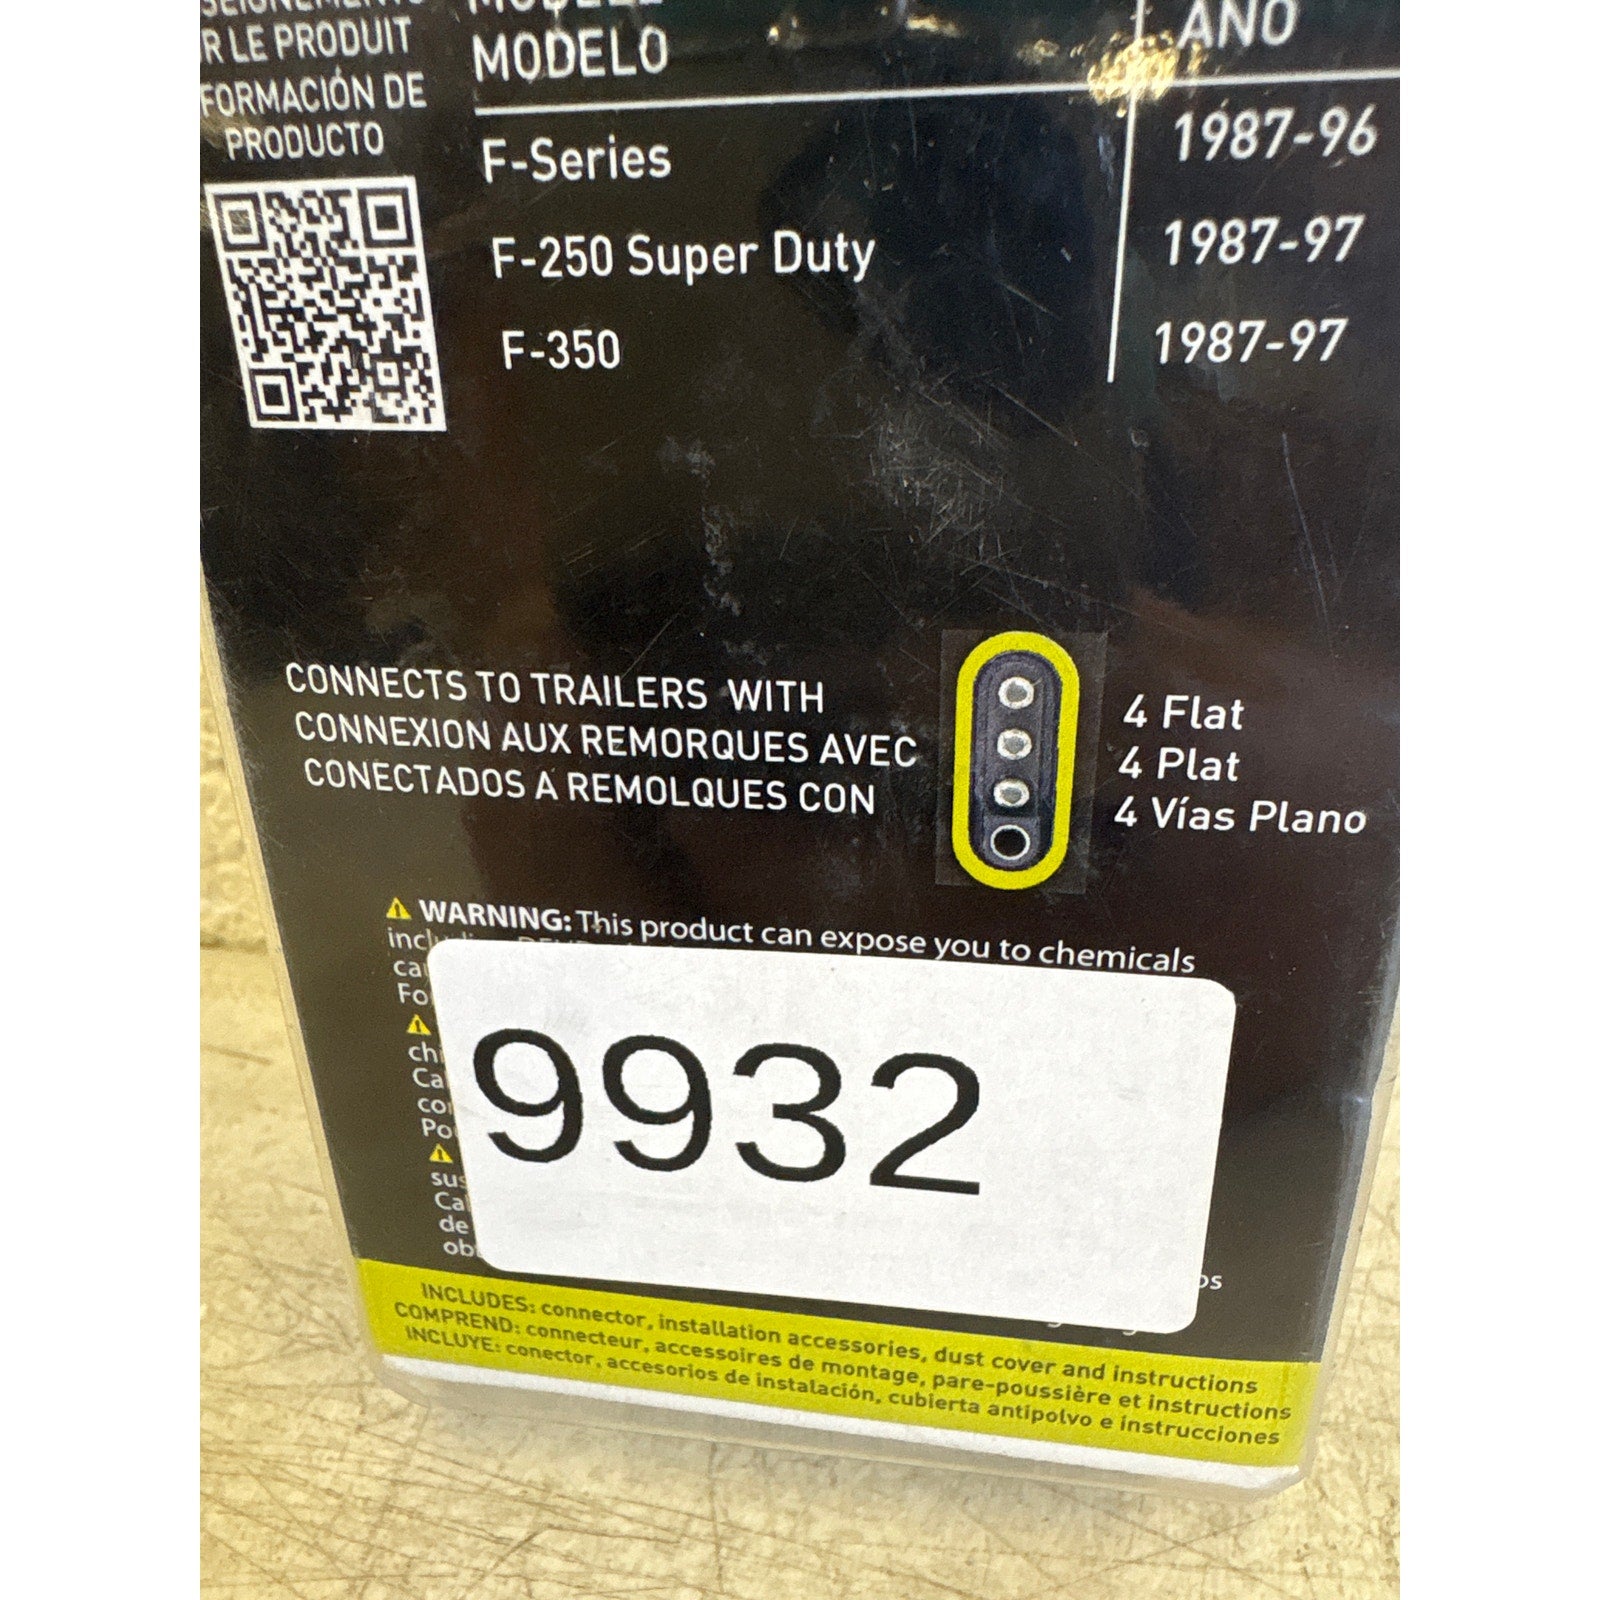 R LE PRODUIT
FORMACIÓN DE
PRODUCTO
MODELO
AÑO
F-Series 1987-96
F-250 Super Duty 1987-97
F-350 1987-97
CONNECTS TO TRAILERS WITH
CONNEXION AUX REMORQUES AVEC
CONECTADOS A REMOLQUES CON
4 Flat
4 Plat
4 Vías Plano
WARNING: This product can expose you to chemicals
9932
INCLUDES: connector, installation accessories, dust cover and instructions
COMPREND: connecteur, accessoires de montage, pare-poussière et instructions
INCLUYE: conector, accesorios de instalación, cubierta antipolvo e instrucciones